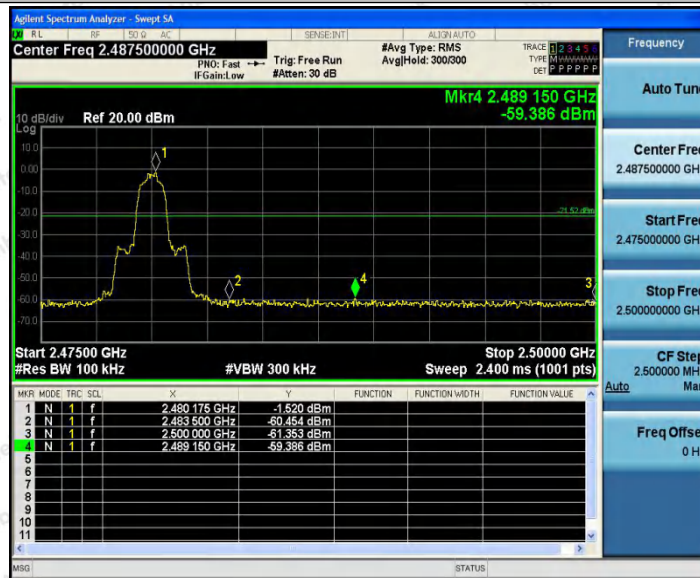 Agilent Spectrum Analyzer - Swept SA
RL RF 50 Ω AC SENSE:INT ALIGN AUTO
Center Freq 2.487500000 GHz
PNO: Fast
IFGain:Low
Trig: Free Run
#Atten: 30 dB
#Avg Type: RMS
Avg|Hold: 300/300
TRACE 1 2 3 4 5 6
TYPE M
DET P P P P P P
Frequency
Mkr4 2.489 150 GHz
-59.386 dBm
10 dB/div Ref 20.00 dBm
Log
10.0
0.00
-10.0
-20.0
-30.0
-40.0
-50.0
-60.0
-70.0
1
2
3
4
-21.52 dBm
Start 2.47500 GHz
Stop 2.50000 GHz
#Res BW 100 kHz #VBW 300 kHz Sweep 2.400 ms (1001 pts)
MKR MODE TRC SCL X Y FUNCTION FUNCTION WIDTH FUNCTION VALUE
1 N 1 f 2.480 175 GHz -1.520 dBm
2 N 1 f 2.483 500 GHz -60.454 dBm
3 N 1 f 2.500 000 GHz -61.353 dBm
4 N 1 f 2.489 150 GHz -59.386 dBm
5
6
7
8
9
10
11
MSG STATUS
Auto Tun
Center Fre
2.487500000 GH
Start Fre
2.475000000 GH
Stop Fre
2.500000000 GH
CF Ste
2.500000 MH
Auto Ma
Freq Offse
0 H